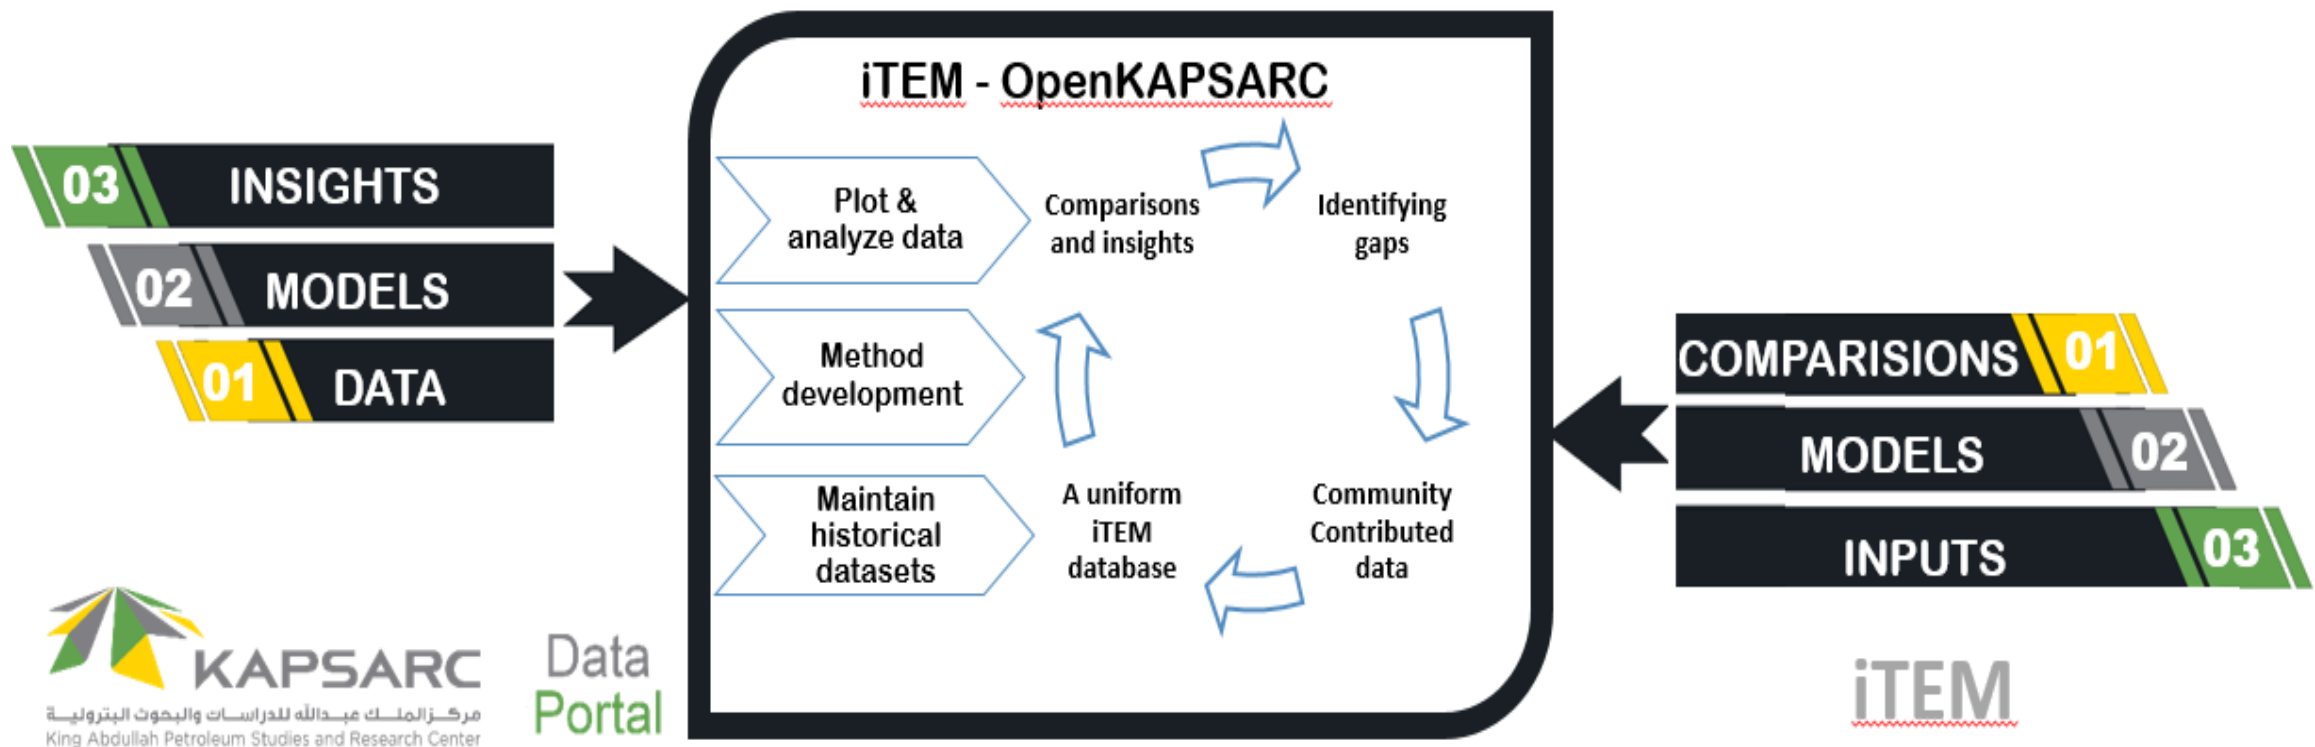 iTEM - OpenKAPSARC
03 INSIGHTS
02 MODELS
01 DATA
Plot &
analyze data
Method
development
Maintain
historical
datasets
Comparisons
and insights
Identifying
gaps
A uniform
iTEM
database
Community
Contributed
data
COMPARISIONS 01
MODELS 02
INPUTS 03
KAPSARC
مركز الملك عبدالله للدراسات والبحوث البترولية
King Abdullah Petroleum Studies and Research Center
Data
Portal
iTEM